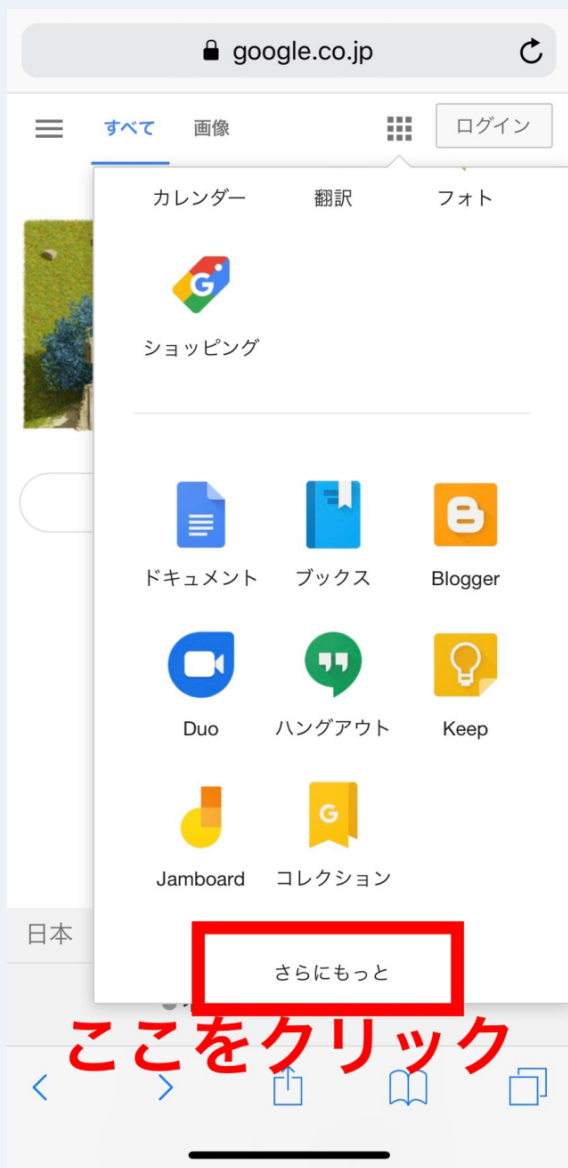 google.co.jp
すべて 画像 ログイン
カレンダー 翻訳 フォト
G
ショッピング
ドキュメント ブックス Blogger
Duo ハングアウト Keep
G
Jamboard コレクション
日本
さらにもっと
ここをクリック